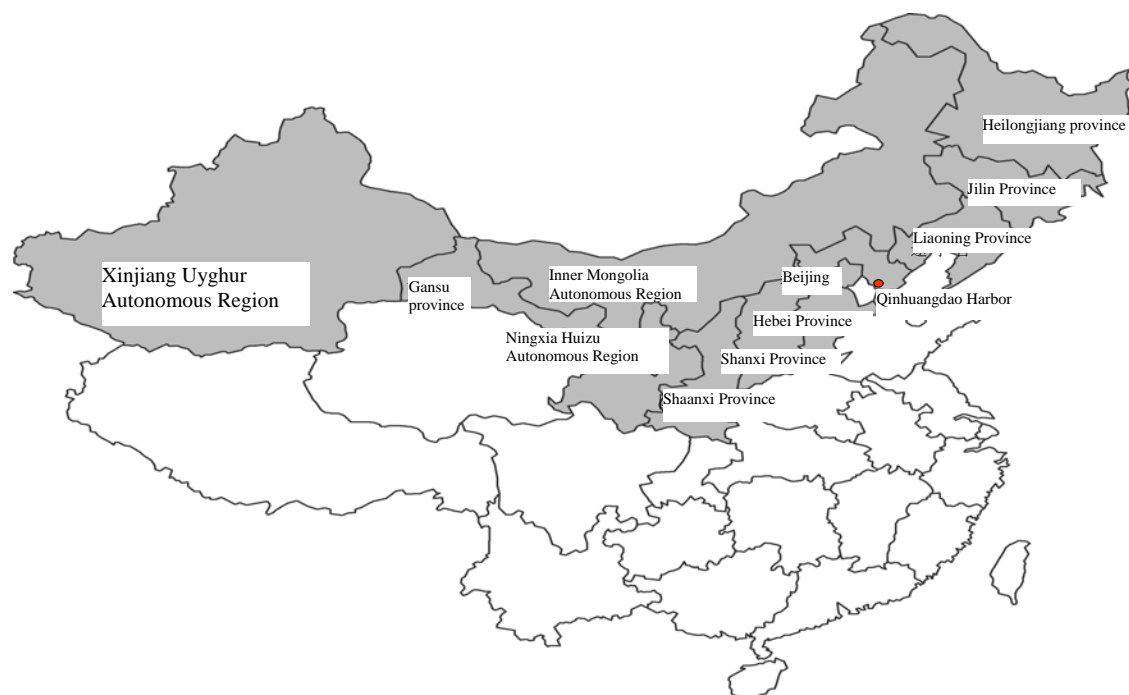 Heilongjiang province
Jilin Province
Liaoning Province
Xinjiang Uyghur
Autonomous Region
Gansu
province
Inner Mongolia
Autonomous Region
Beijing
Qinhuangdao Harbor
Hebei Province
Ningxia Huizu
Autonomous Region
Shanxi Province
Shaanxi Province